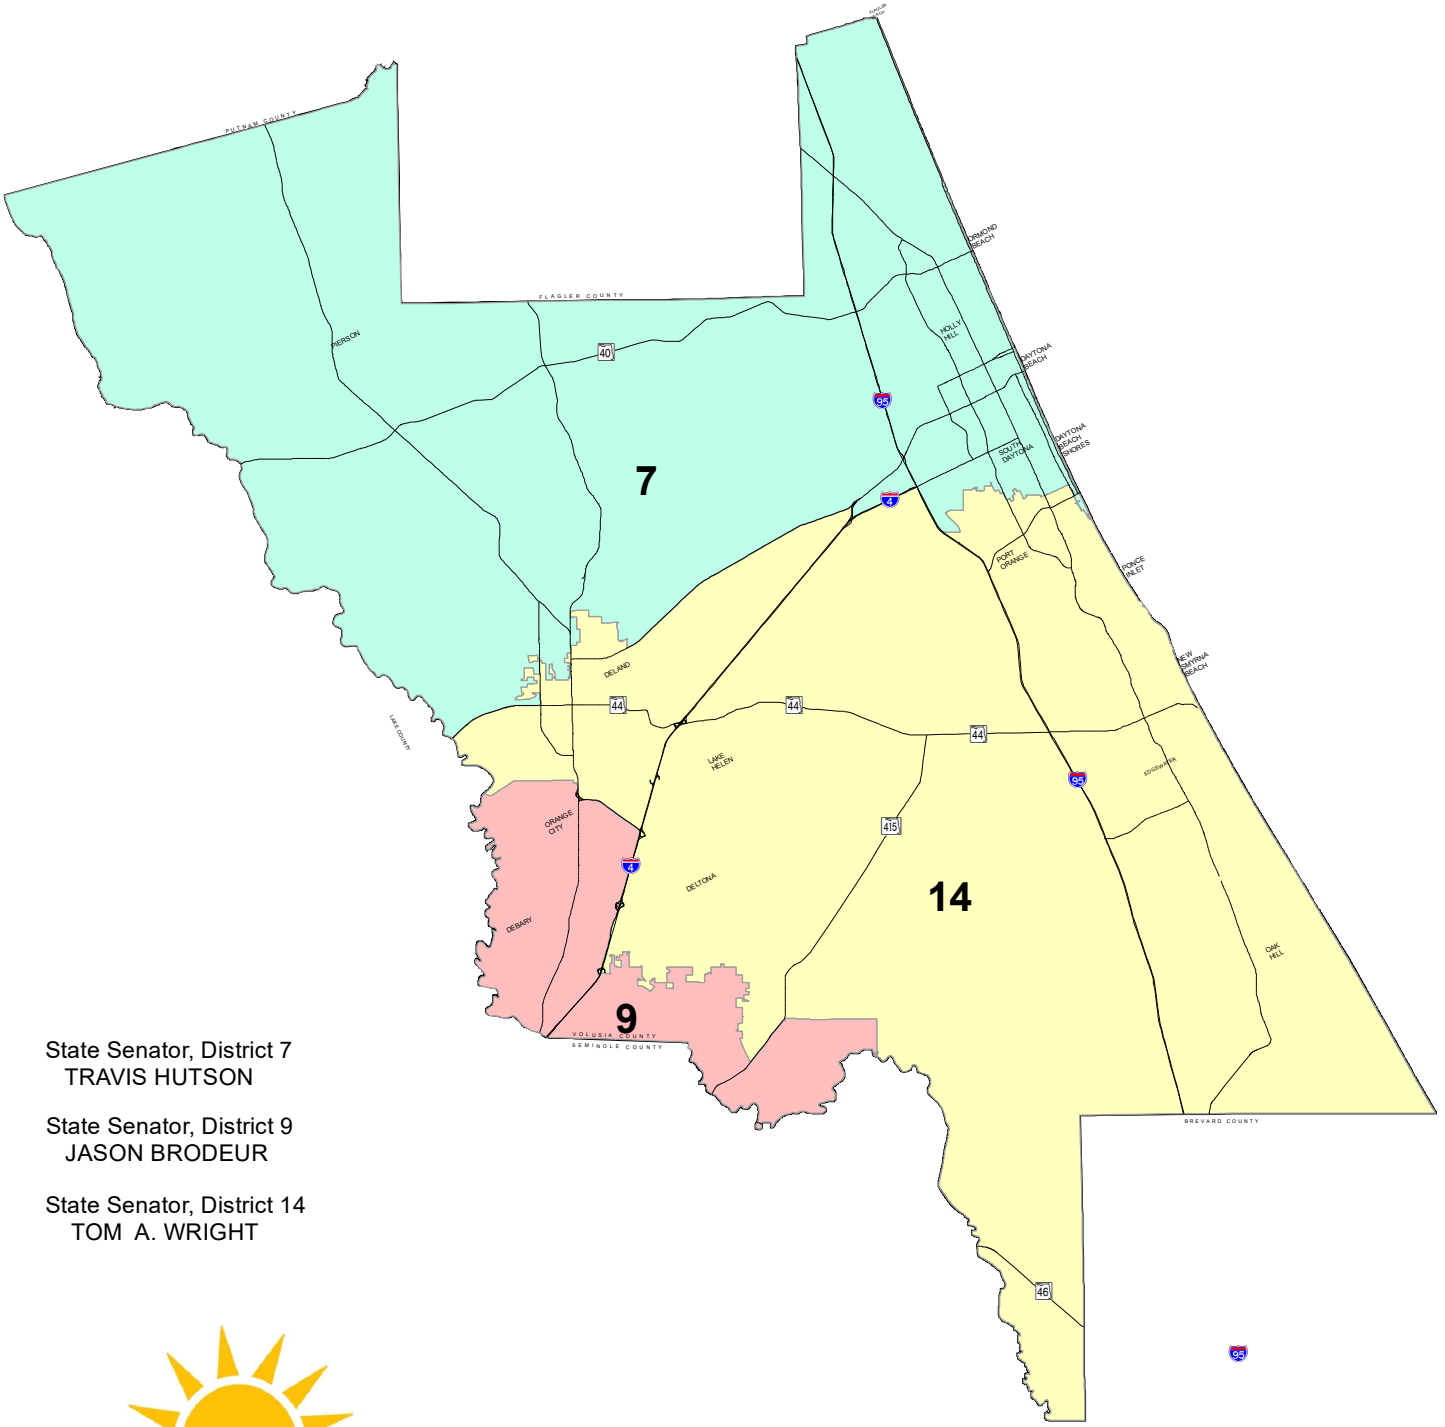 FLAGLER
BEACH
PUTNAM COUNTY
ORMOND
BEACH
FLAGLER COUNTY
HOLLY
HILL
PIERSON
40
DAYTONA
BEACH
95
DAYTONA
BEACH
SHORES
SOUTH
DAYTONA
7
4
PORT
ORANGE
PONCE
INLET
DELAND
NEW
SMYRNA
BEACH
44
44
44
LAKE COUNTY
LAKE
HELEN
EDGEWATER
95
ORANGE
CITY
415
4
DELTONA
14
DEBARY
OAK
HILL
9
VOLUSIA COUNTY
SEMINOLE COUNTY
State Senator, District 7
TRAVIS HUTSON
BREVARD COUNTY
State Senator, District 9
JASON BRODEUR
State Senator, District 14
TOM A. WRIGHT
46
95